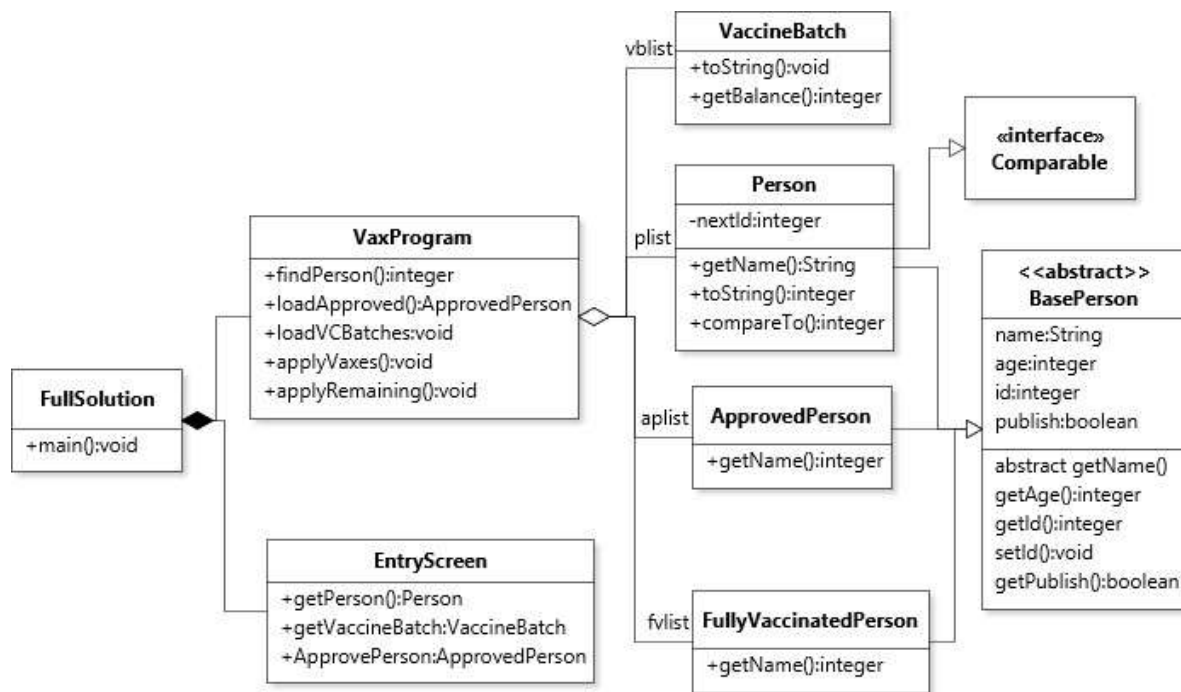 VaccineBatch
+toString():void
+getBalance():integer
vblist
«interface»
Comparable
Person
-nextId:integer
+getName():String
+toString():integer
+compareTo():integer
plist
VaxProgram
+findPerson():integer
+loadApproved():ApprovedPerson
+loadVCBatches:void
+applyVaxes():void
+applyRemaining():void
<<abstract>>
BasePerson
name:String
age:integer
id:integer
publish:boolean
abstract getName()
getAge():integer
getId():integer
setId():void
getPublish():boolean
FullSolution
+main():void
aplist
ApprovedPerson
+getName():integer
EntryScreen
+getPerson():Person
+getVaccineBatch:VaccineBatch
+ApprovePerson:ApprovedPerson
fvlist
FullyVaccinatedPerson
+getName():integer